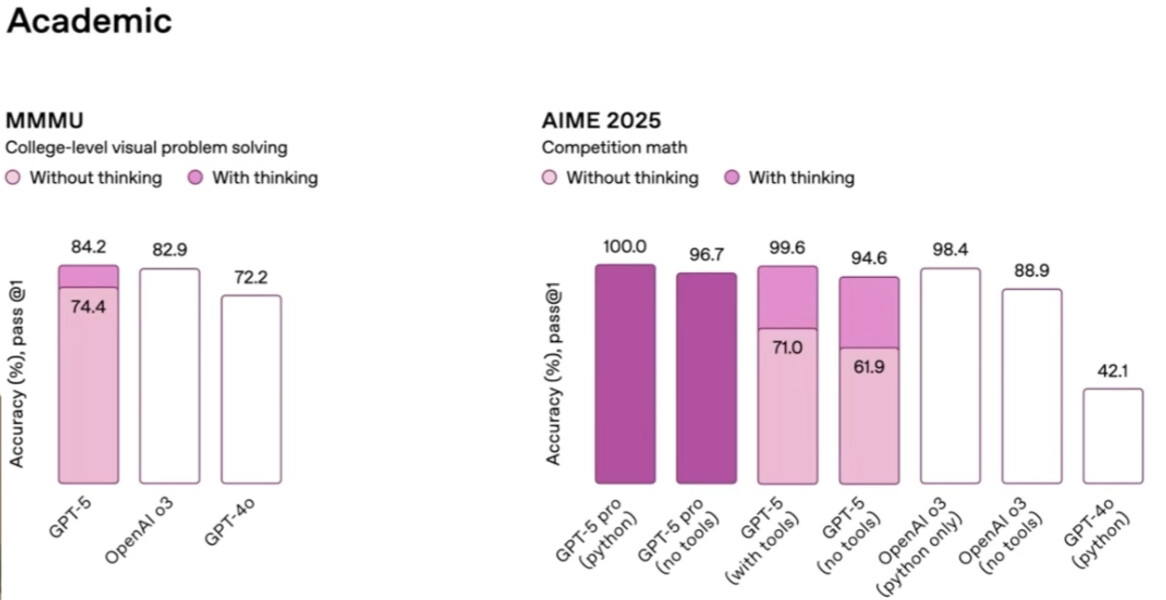 Academic
MMMU
College-level visual problem solving
Without thinking
With thinking
Accuracy (%), pass @1
84.2
74.4
82.9
72.2
GPT-5
OpenAI o3
GPT-4o
AIME 2025
Competition math
Without thinking
With thinking
Accuracy (%), pass@1
100.0
96.7
99.6
71.0
94.6
61.9
98.4
88.9
42.1
GPT-5 pro
(python)
GPT-5 pro
(no tools)
GPT-5
(with tools)
GPT-5
(no tools)
OpenAI o3
(python only)
OpenAI o3
(no tools)
GPT-4o
(python)